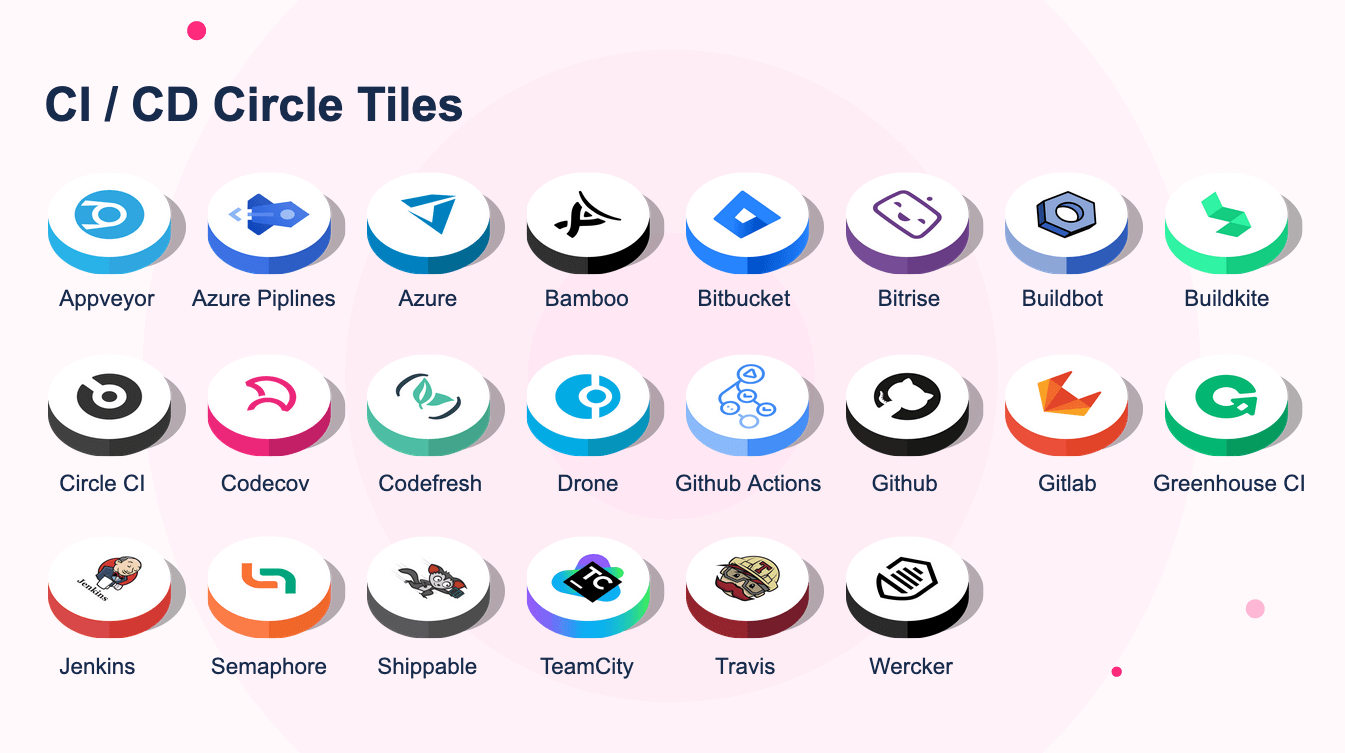 CI / CD Circle Tiles
Appveyor
Azure Piplines
Azure
Bamboo
Bitbucket
Bitrise
Buildbot
Buildkite
Circle CI
Codecov
Codefresh
Drone
Github Actions
Github
Gitlab
Greenhouse CI
Jenkins
TC
T
Jenkins
Semaphore
Shippable
TeamCity
Travis
Wercker